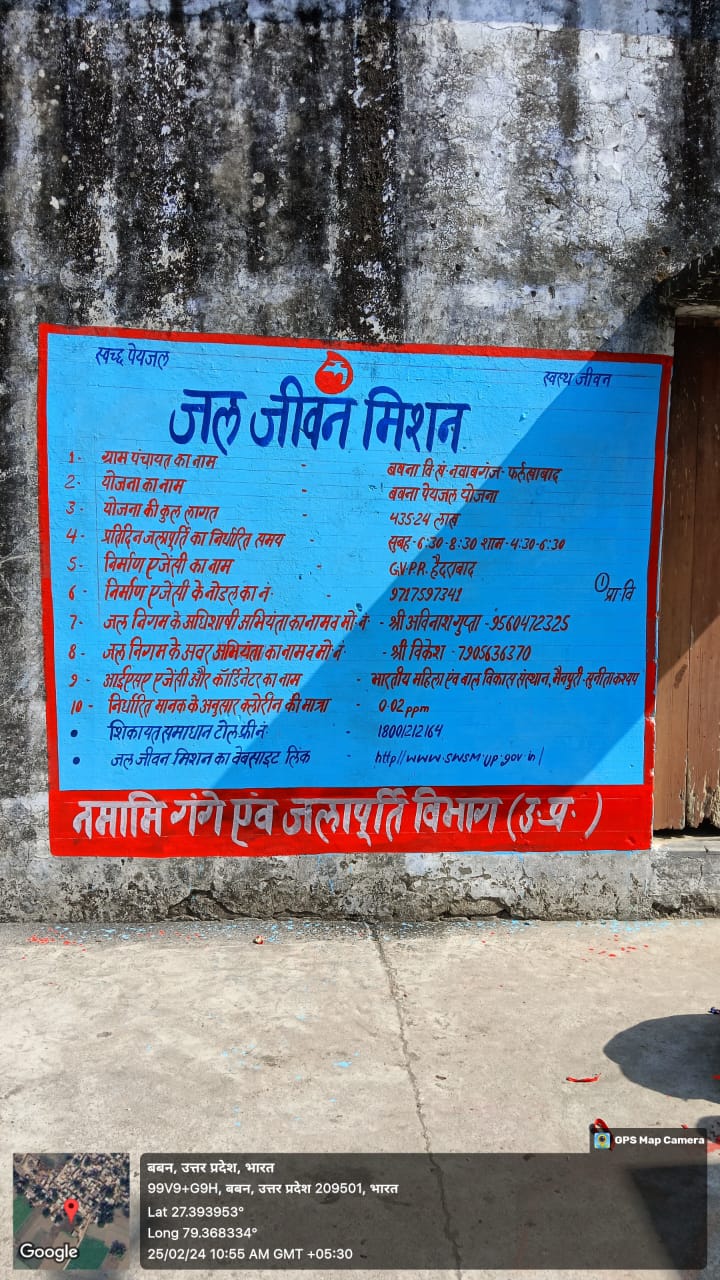 स्वच्छ पेयजल
स्वस्थ जीवन
जल जीवन मिशन
1- ग्राम पंचायत का नाम - बबना वि.खं. नवाबगंज- फर्रुखाबाद
2- योजना का नाम - बबना पेयजल योजना
3- योजना की कुल लागत - 435.24 लाख
4- प्रतिदिन जलापूर्ति का निर्धारित समय सुबह-6:30-8:30 शाम-4:30-6:30
5- निर्माण एजेंसी का नाम - G.V.P.R. हैदराबाद
6- निर्माण एजेंसी के नोडल का नं. 9717597341
① प्रा.वि
7- जल निगम के अधिशाषी अभियंता का नाम व मो.नं. - श्री अविनाश गुप्ता -9560472325
8- जल निगम के अवर अभियंता का नाम व मो नं - श्री विकेश - 7905636370
9- आईएसए एजेंसी और कॉर्डिनेटर का नाम - भारतीय महिला एंव बाल विकास संस्थान, मैनपुरी -सुनीता कश्यप
10- निर्धारित मानक के अनुसार क्लोरीन की मात्रा - 0.02 ppm
• शिकायत समाधान टोल फ्री नं. - 18001212164
• जल जीवन मिशन का वेबसाइट लिंक - http//www.swsm.up.gov.in/
नमामि गंगे एंव जलापूर्ति विभाग (उ.प्र.)
GPS Map Camera
बबन, उत्तर प्रदेश, भारत
99V9+G9H, बबन, उत्तर प्रदेश 209501, भारत
Lat 27.393953°
Long 79.368334°
25/02/24 10:55 AM GMT +05:30
Google